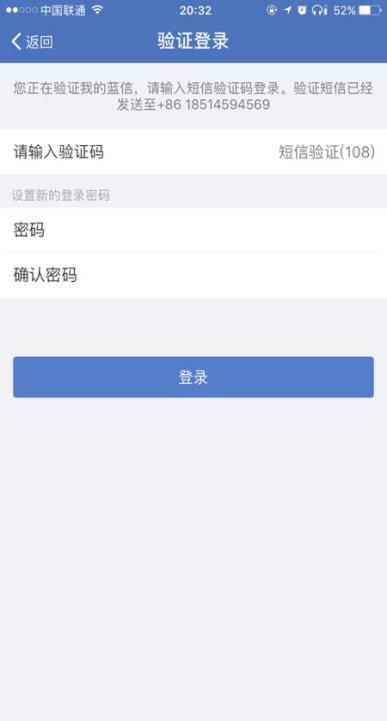 中国联通 20:32 52%
返回 验证登录
您正在验证我的蓝信，请输入短信验证码登录。验证短信已经
发送至+86 18514594569
请输入验证码 短信验证(108)
设置新的登录密码
密码
确认密码
登录